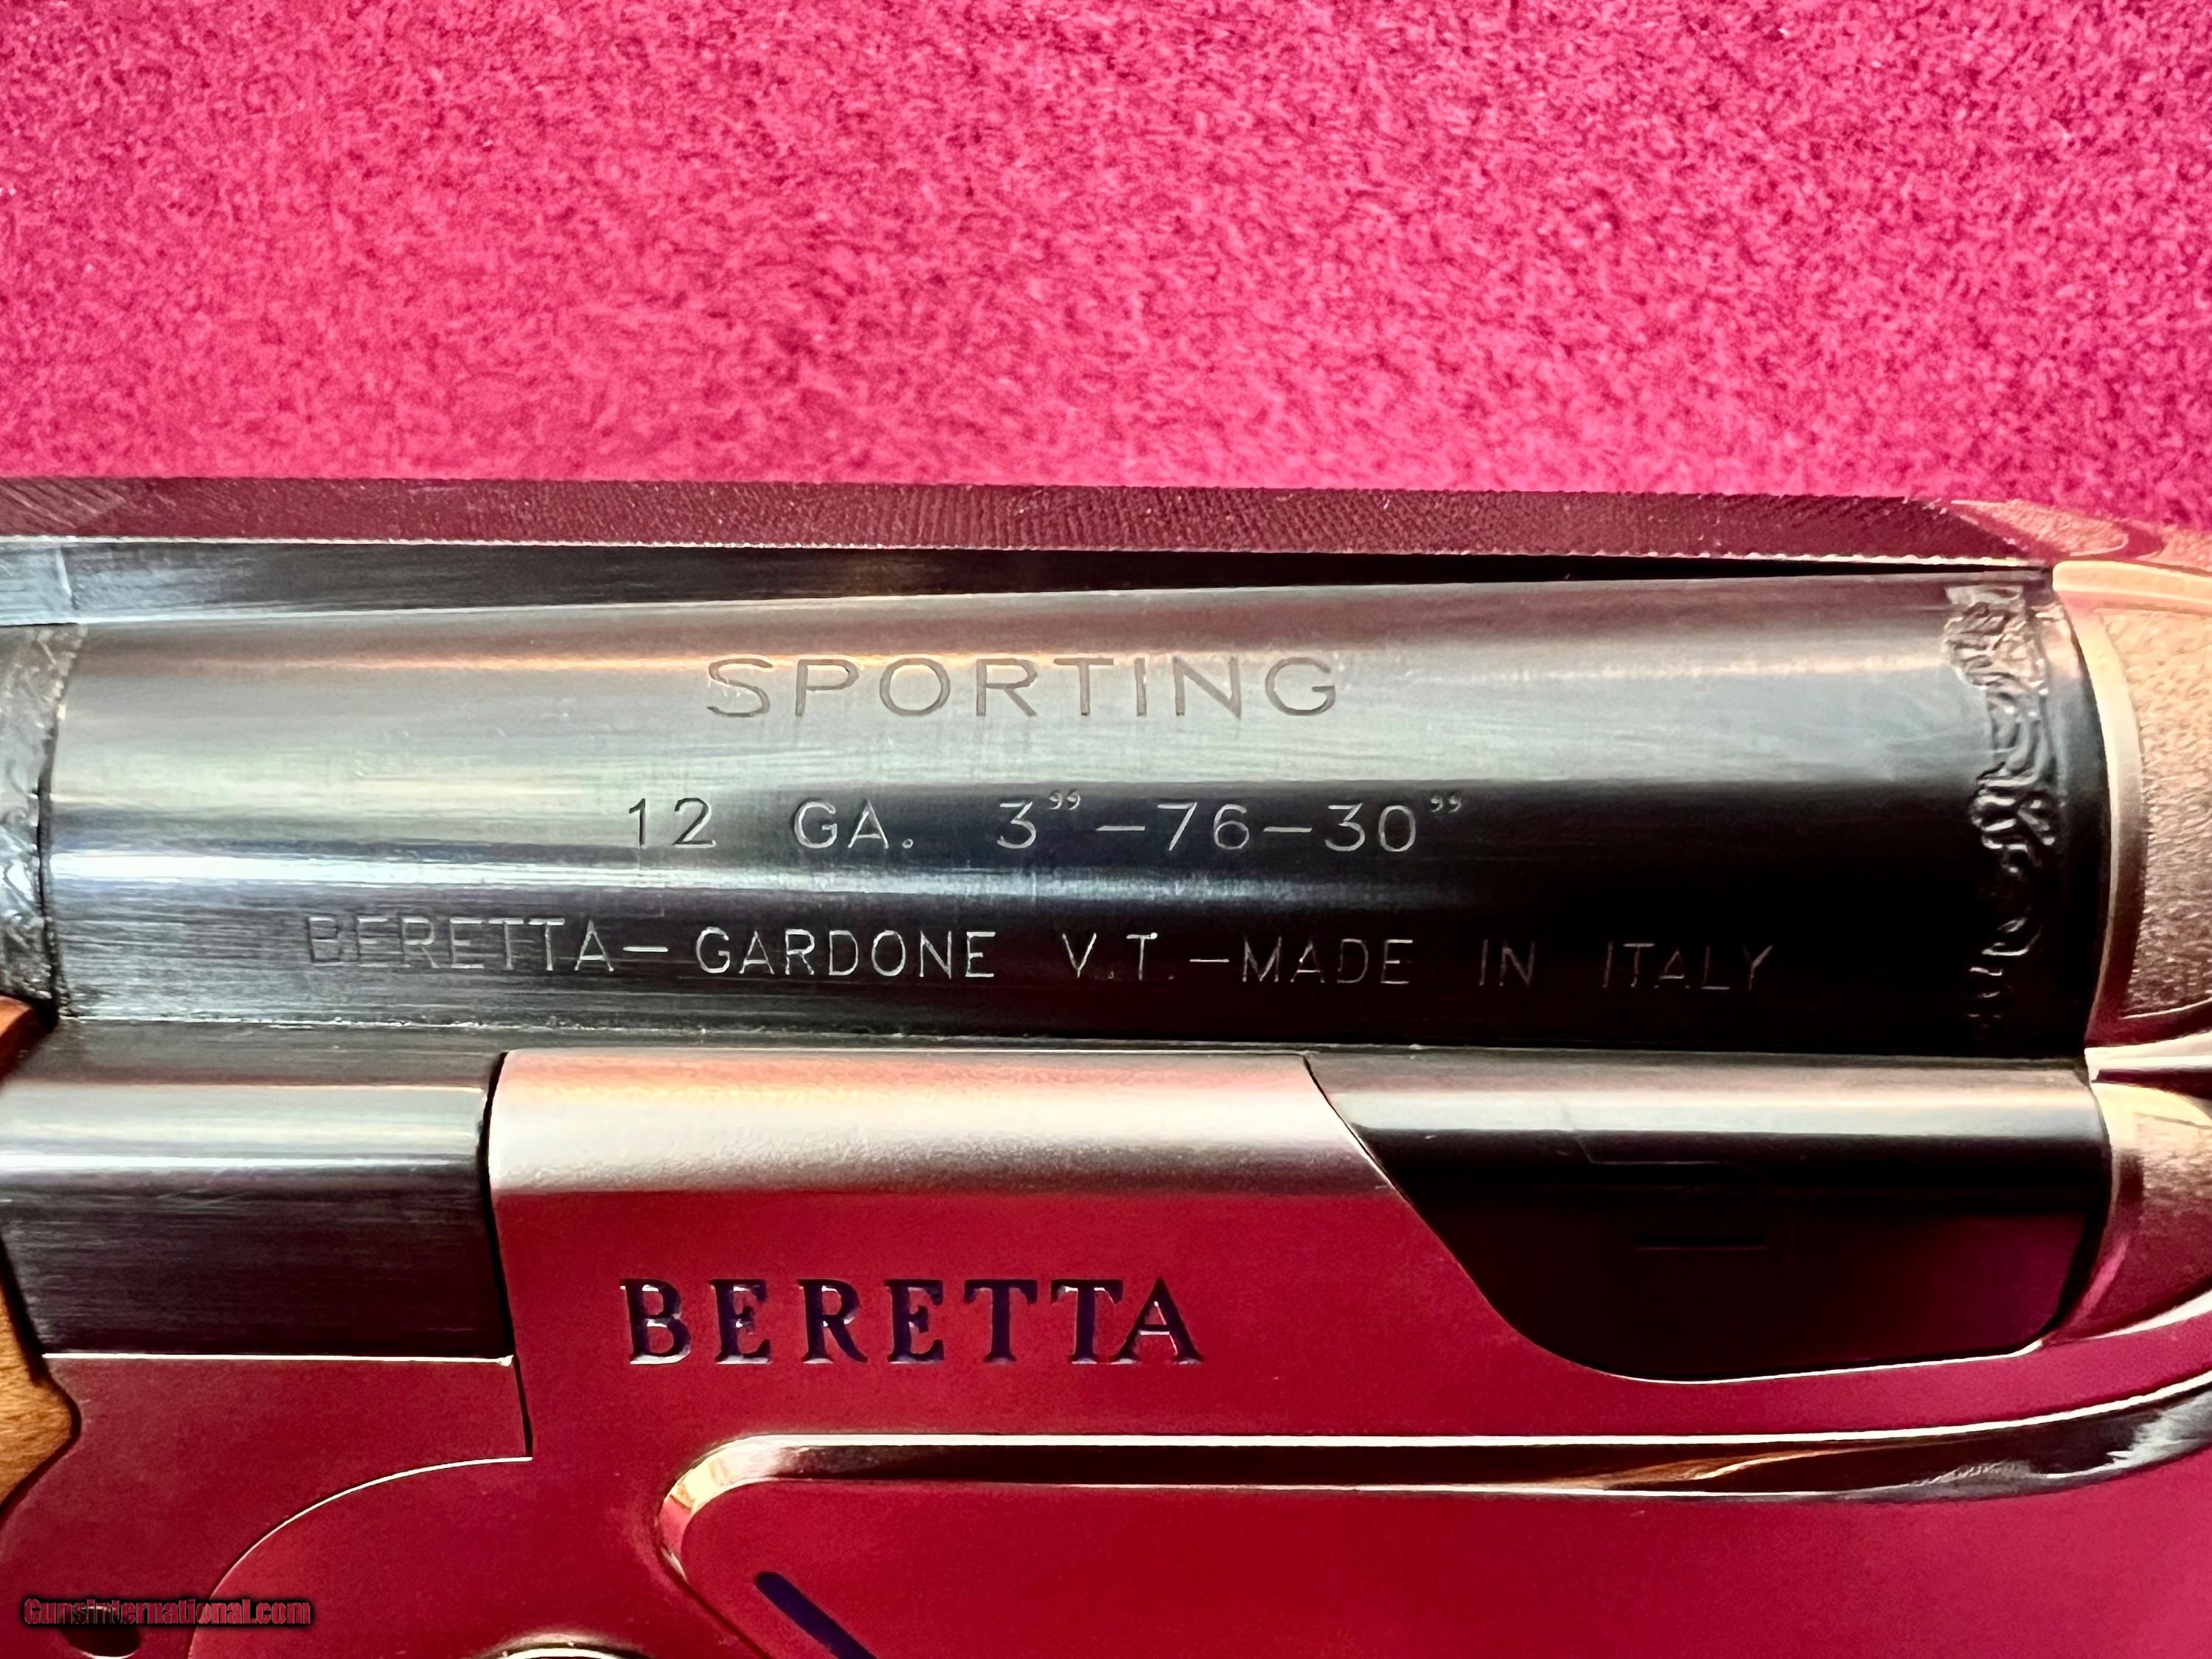 SPORTING
12 GA. 3"-76-30"
BERETTA-GARDONE V.T.-MADE IN ITALY
BERETTA
GunsInternational.com